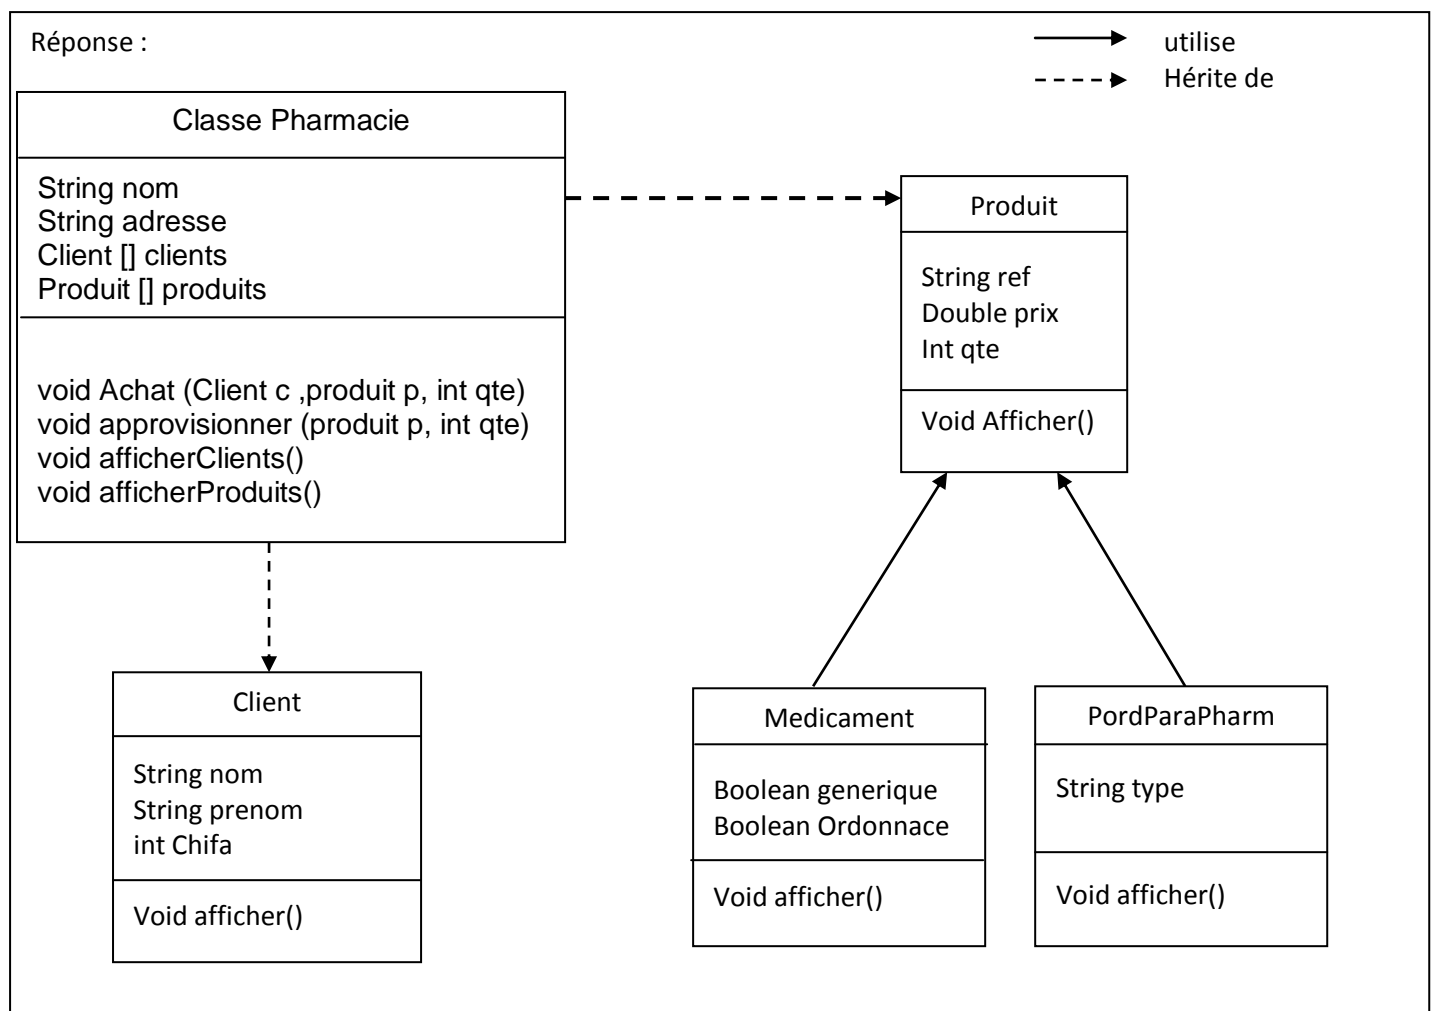 Réponse :
utilise
Hérite de
Classe Pharmacie
String nom
String adresse
Client [] clients
Produit [] produits
void Achat (Client c ,produit p, int qte)
void approvisionner (produit p, int qte)
void afficherClients()
void afficherProduits()
Produit
String ref
Double prix
Int qte
Void Afficher()
Client
String nom
String prenom
int Chifa
Void afficher()
Medicament
Boolean generique
Boolean Ordonnace
Void afficher()
PordParaPharm
String type
Void afficher()